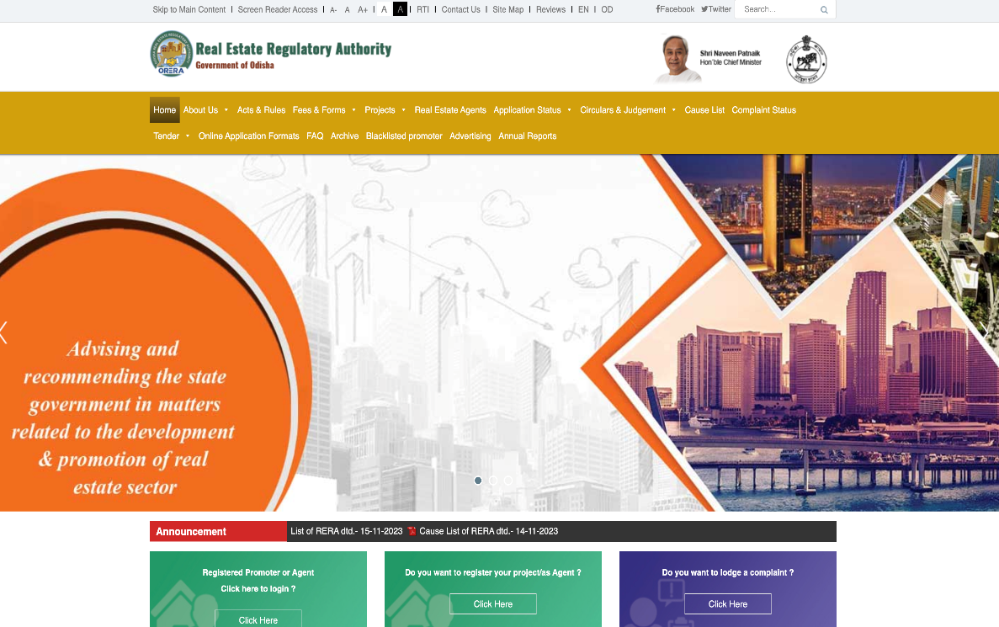 Skip to Main Content I Screen Reader Access I A- A A+ I A A I RTI I Contact Us I Site Map I Reviews I EN I OD Facebook Twitter Search...
Real Estate Regulatory Authority
Government of Odisha
ORERA
Shri Naveen Patnaik
Hon'ble Chief Minister
Home About Us Acts & Rules Fees & Forms Projects Real Estate Agents Application Status Circulars & Judgement Cause List Complaint Status
Tender Online Application Formats FAQ Archive Blacklisted promoter Advertising Annual Reports
Advising and
recommending the state
government in matters
related to the development
& promotion of real
estate sector
Announcement List of RERA dtd.- 15-11-2023 Cause List of RERA dtd.- 14-11-2023
Registered Promoter or Agent
Click here to login ?
Click Here
Do you want to register your project/as Agent ?
Click Here
Do you want to lodge a complaint ?
Click Here